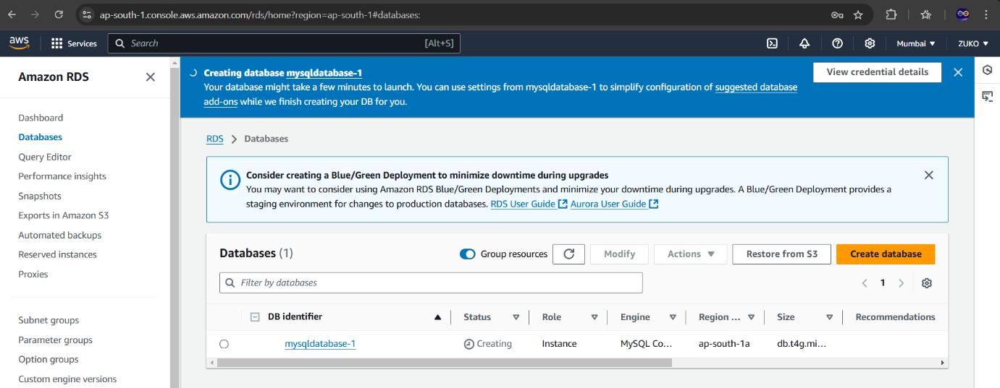 ap-south-1.console.aws.amazon.com/rds/home?region=ap-south-1#databases:
aws
Services
Search
[Alt+S]
Mumbai ▼
ZUKO ▼
Amazon RDS
Dashboard
Databases
Query Editor
Performance insights
Snapshots
Exports in Amazon S3
Automated backups
Reserved instances
Proxies
Subnet groups
Parameter groups
Option groups
Custom engine versions
Creating database mysqldatabase-1
Your database might take a few minutes to launch. You can use settings from mysqldatabase-1 to simplify configuration of suggested database
add-ons while we finish creating your DB for you.
View credential details
RDS > Databases
Consider creating a Blue/Green Deployment to minimize downtime during upgrades
You may want to consider using Amazon RDS Blue/Green Deployments and minimize your downtime during upgrades. A Blue/Green Deployment provides a
staging environment for changes to production databases. RDS User Guide Aurora User Guide
Databases (1)
Group resources
Modify
Actions ▼
Restore from S3
Create database
Filter by databases
1
DB identifier
Status
Role
Engine
Region ...
Size
Recommendations
mysqldatabase-1
Creating
Instance
MySQL Co...
ap-south-1a
db.t4g.mi...